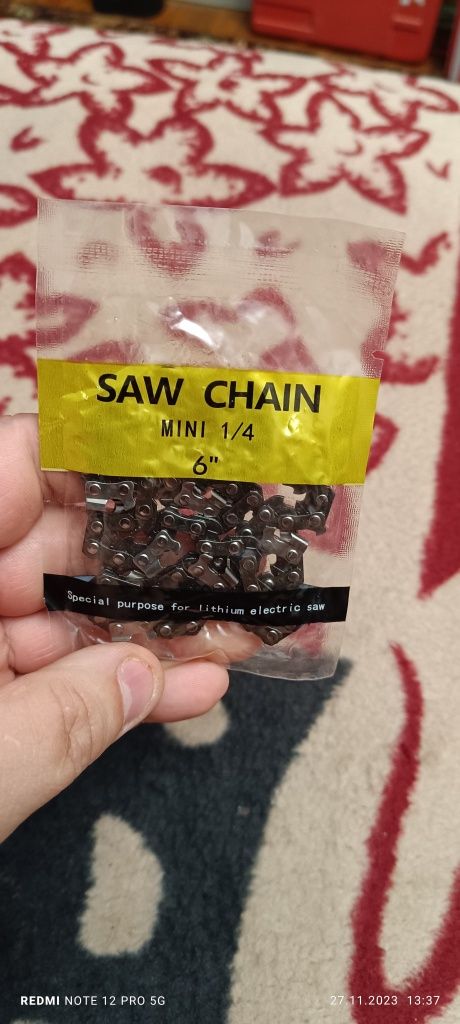 SAW CHAIN
MINI 1/4
6"
Special purpose for lithium electric saw
REDMI NOTE 12 PRO 5G
27.11.2023 13:37